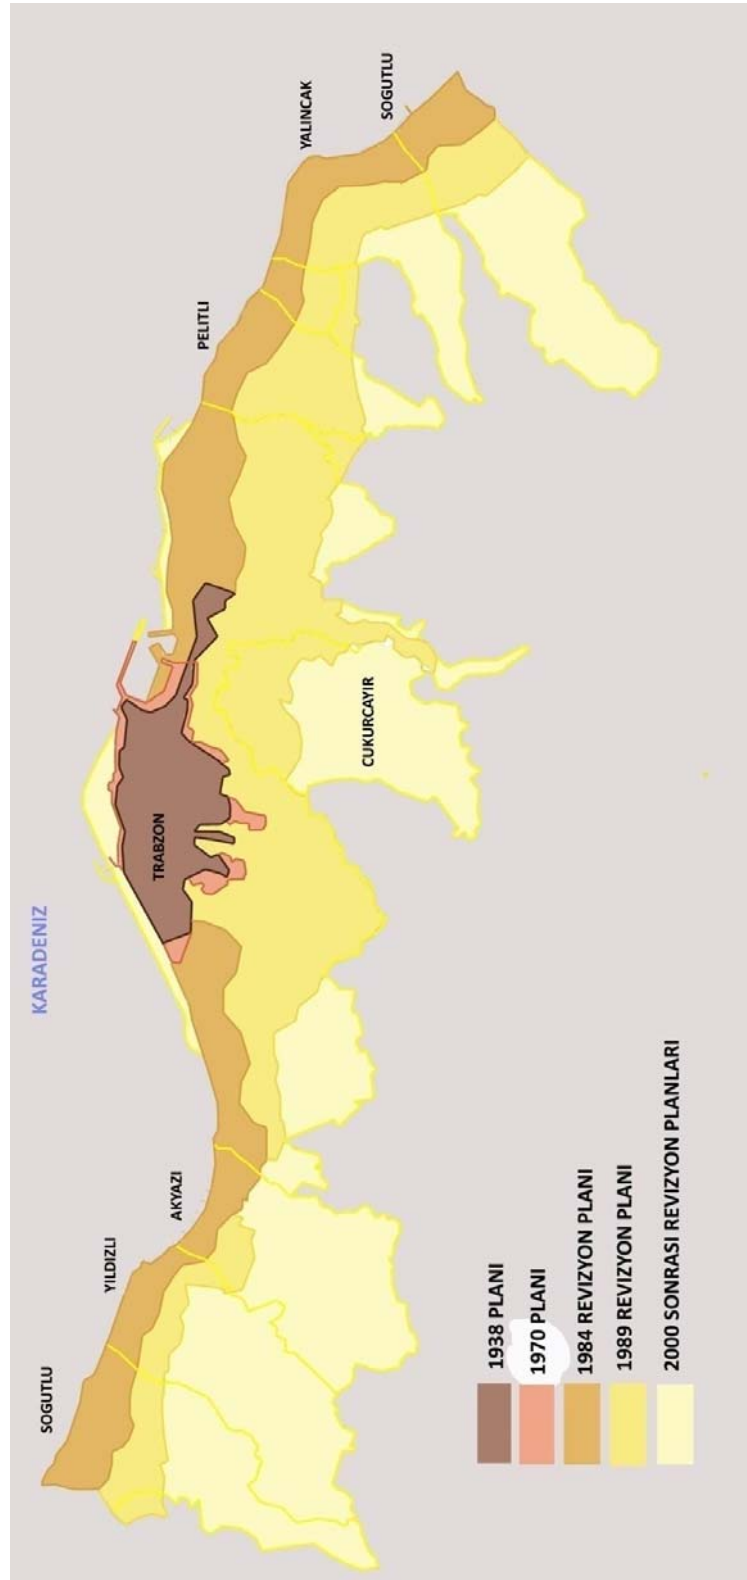 KARADENIZ
SOGUTLU
YILDIZLI
AKYAZI
TRABZON
CUKURCAYIR
PELITLI
YALINCAK
SOGUTLU
1938 PLANI
1970 PLANI
1984 REVIZYON PLANI
1989 REVIZYON PLANI
2000 SONRASI REVIZYON PLANLARI